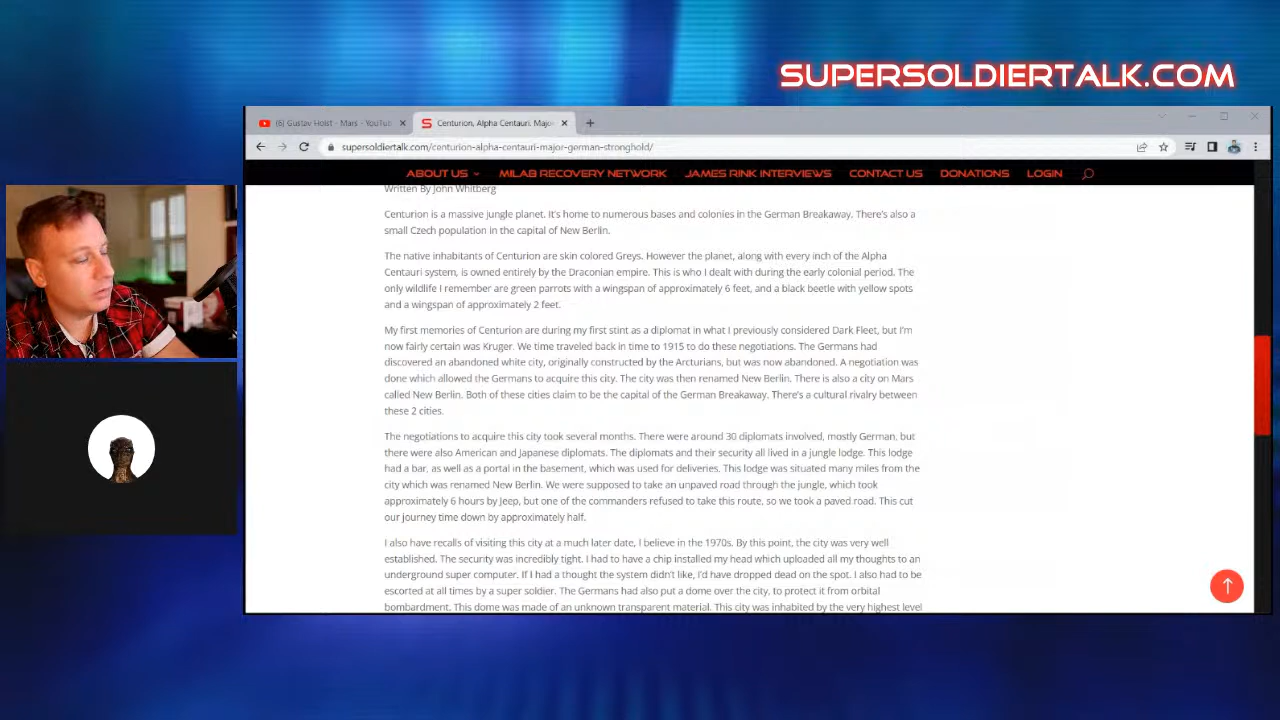 SUPERSOLDIERTALK.COM
(6) Gustav Holst - Mars - YouTub
Centurion, Alpha Centauri. Major
supersoldiertalk.com/centurion-alpha-centauri-major-german-stronghold/
ABOUT US
MILAB RECOVERY NETWORK
JAMES RINK INTERVIEWS
CONTACT US
DONATIONS
LOGIN
Written By John Whitberg
Centurion is a massive jungle planet. It's home to numerous bases and colonies in the German Breakaway. There's also a
small Czech population in the capital of New Berlin.
The native inhabitants of Centurion are skin colored Greys. However the planet, along with every inch of the Alpha
Centauri system, is owned entirely by the Draconian empire. This is who I dealt with during the early colonial period. The
only wildlife I remember are green parrots with a wingspan of approximately 6 feet, and a black beetle with yellow spots
and a wingspan of approximately 2 feet.
My first memories of Centurion are during my first stint as a diplomat in what I previously considered Dark Fleet, but I'm
now fairly certain was Kruger. We time traveled back in time to 1915 to do these negotiations. The Germans had
discovered an abandoned white city, originally constructed by the Arcturians, but was now abandoned. A negotiation was
done which allowed the Germans to acquire this city. The city was then renamed New Berlin. There is also a city on Mars
called New Berlin. Both of these cities claim to be the capital of the German Breakaway. There's a cultural rivalry between
these 2 cities.
The negotiations to acquire this city took several months. There were around 30 diplomats involved, mostly German, but
there were also American and Japanese diplomats. The diplomats and their security all lived in a jungle lodge. This lodge
had a bar, as well as a portal in the basement, which was used for deliveries. This lodge was situated many miles from the
city which was renamed New Berlin. We were supposed to take an unpaved road through the jungle, which took
approximately 6 hours by Jeep, but one of the commanders refused to take this route, so we took a paved road. This cut
our journey time down by approximately half.
I also have recalls of visiting this city at a much later date, I believe in the 1970s. By this point, the city was very well
established. The security was incredibly tight. I had to have a chip installed my head which uploaded all my thoughts to an
underground super computer. If I had a thought the system didn't like, I'd have dropped dead on the spot. I also had to be
escorted at all times by a super soldier. The Germans had also put a dome over the city, to protect it from orbital
bombardment. This dome was made of an unknown transparent material. This city was inhabited by the very highest level